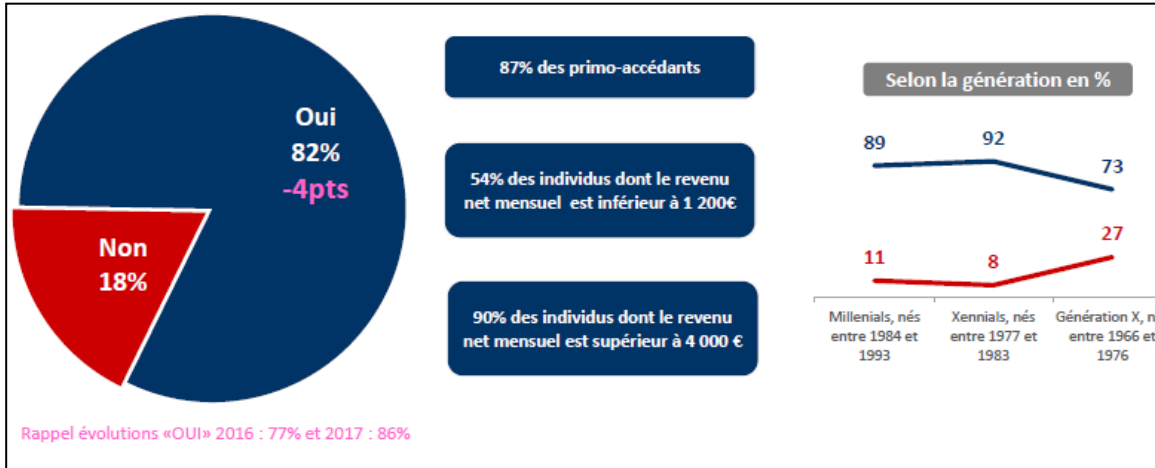 Oui
82%
-4pts
Non
18%
Rappel évolutions «OUI» 2016 : 77% et 2017 : 86%
87% des primo-accédants
54% des individus dont le revenu
net mensuel est inférieur à 1 200€
90% des individus dont le revenu
net mensuel est supérieur à 4 000 €
Selon la génération en %
89 92 73
11 8 27
Millenials, nés
entre 1984 et
1993
Xennials, nés
entre 1977 et
1983
Génération X, n
entre 1966 et
1976